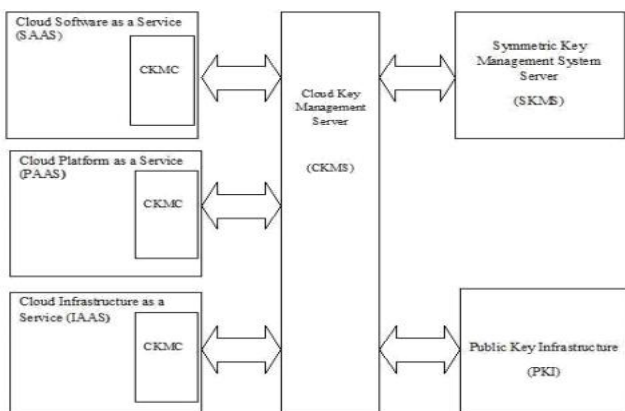 Cloud Software as a Service
(SAAS)
CKMC
Cloud Platform as a Service
(PAAS)
CKMC
Cloud Infrastructure as a
Service (IAAS)
CKMC
Cloud Key
Management
Server
(CKMS)
Symmetric Key
Management System
Server
(SKMS)
Public Key Infrastructure
(PKI)